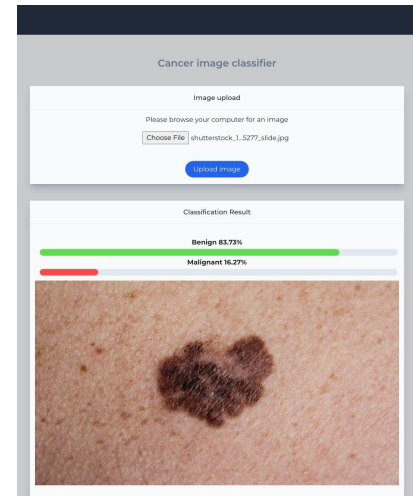 Cancer image classifier
Image upload
Please browse your computer for an image
Choose File shutterstock_1...5277_slide.jpg
Upload image
Classification Result
Benign 83.73%
Malignant 16.27%